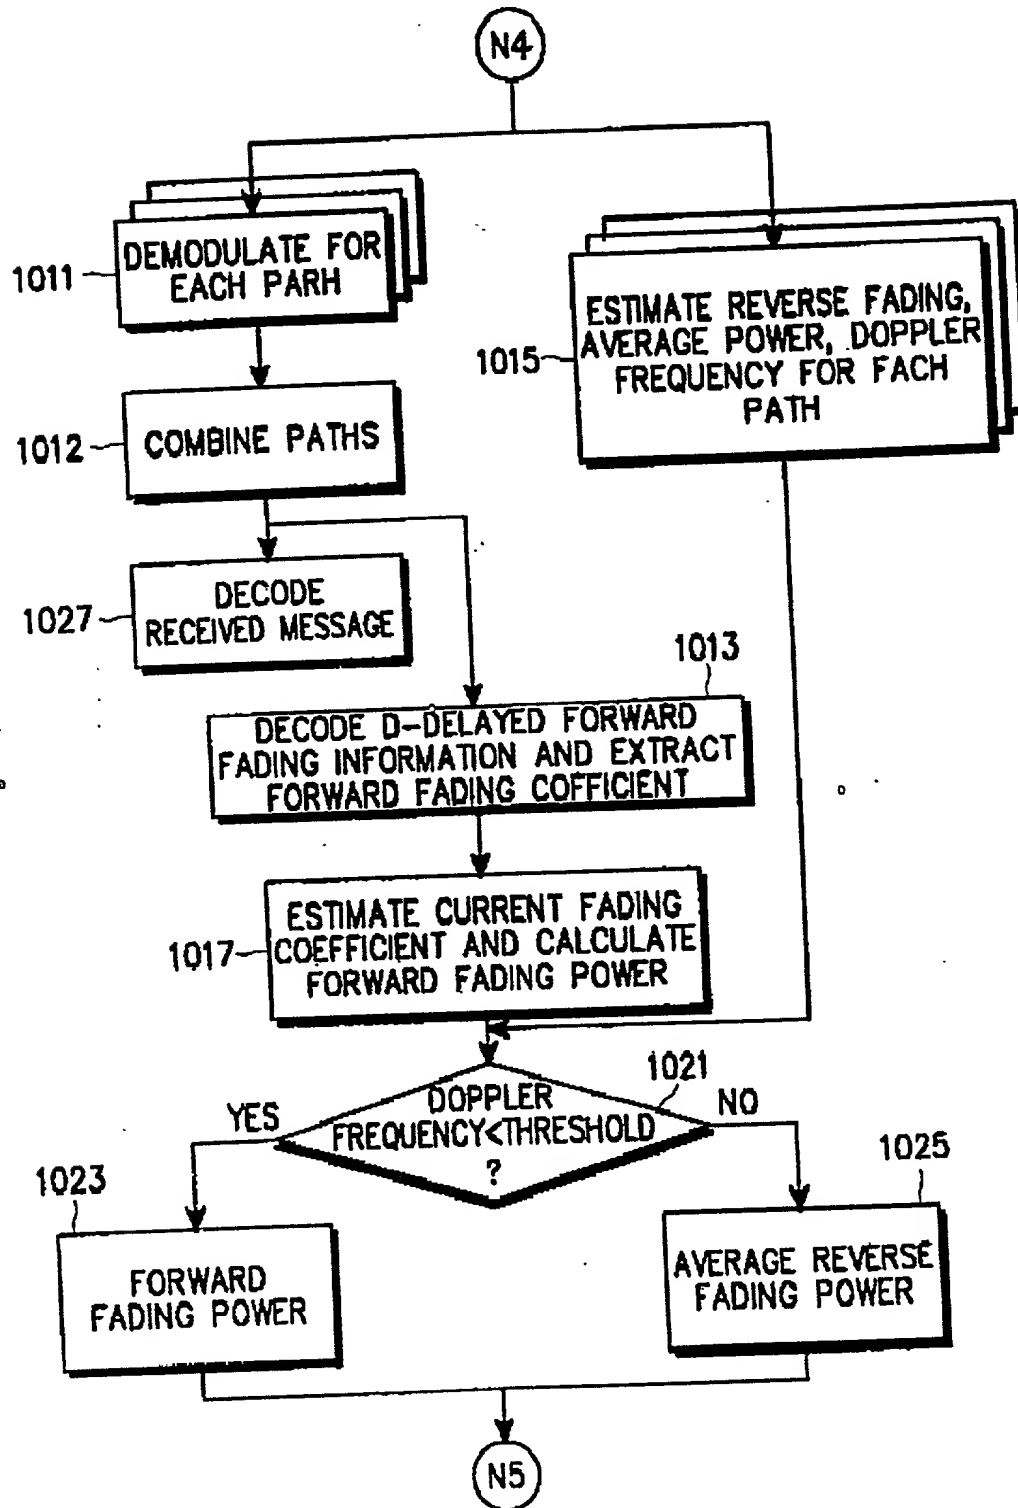 N4
1011
DEMODULATE FOR
EACH PARH
1015
ESTIMATE REVERSE FADING,
AVERAGE POWER, DOPPLER
FREQUENCY FOR FACH
PATH
1012
COMBINE PATHS
1027
DECODE
RECEIVED MESSAGE
1013
DECODE D-DELAYED FORWARD
FADING INFORMATION AND EXTRACT
FORWARD FADING COFFICIENT
1017
ESTIMATE CURRENT FADING
COEFFICIENT AND CALCULATE
FORWARD FADING POWER
1021
DOPPLER
FREQUENCY<THRESHOLD
?
YES
NO
1023
FORWARD
FADING POWER
1025
AVERAGE REVERSE
FADING POWER
N5